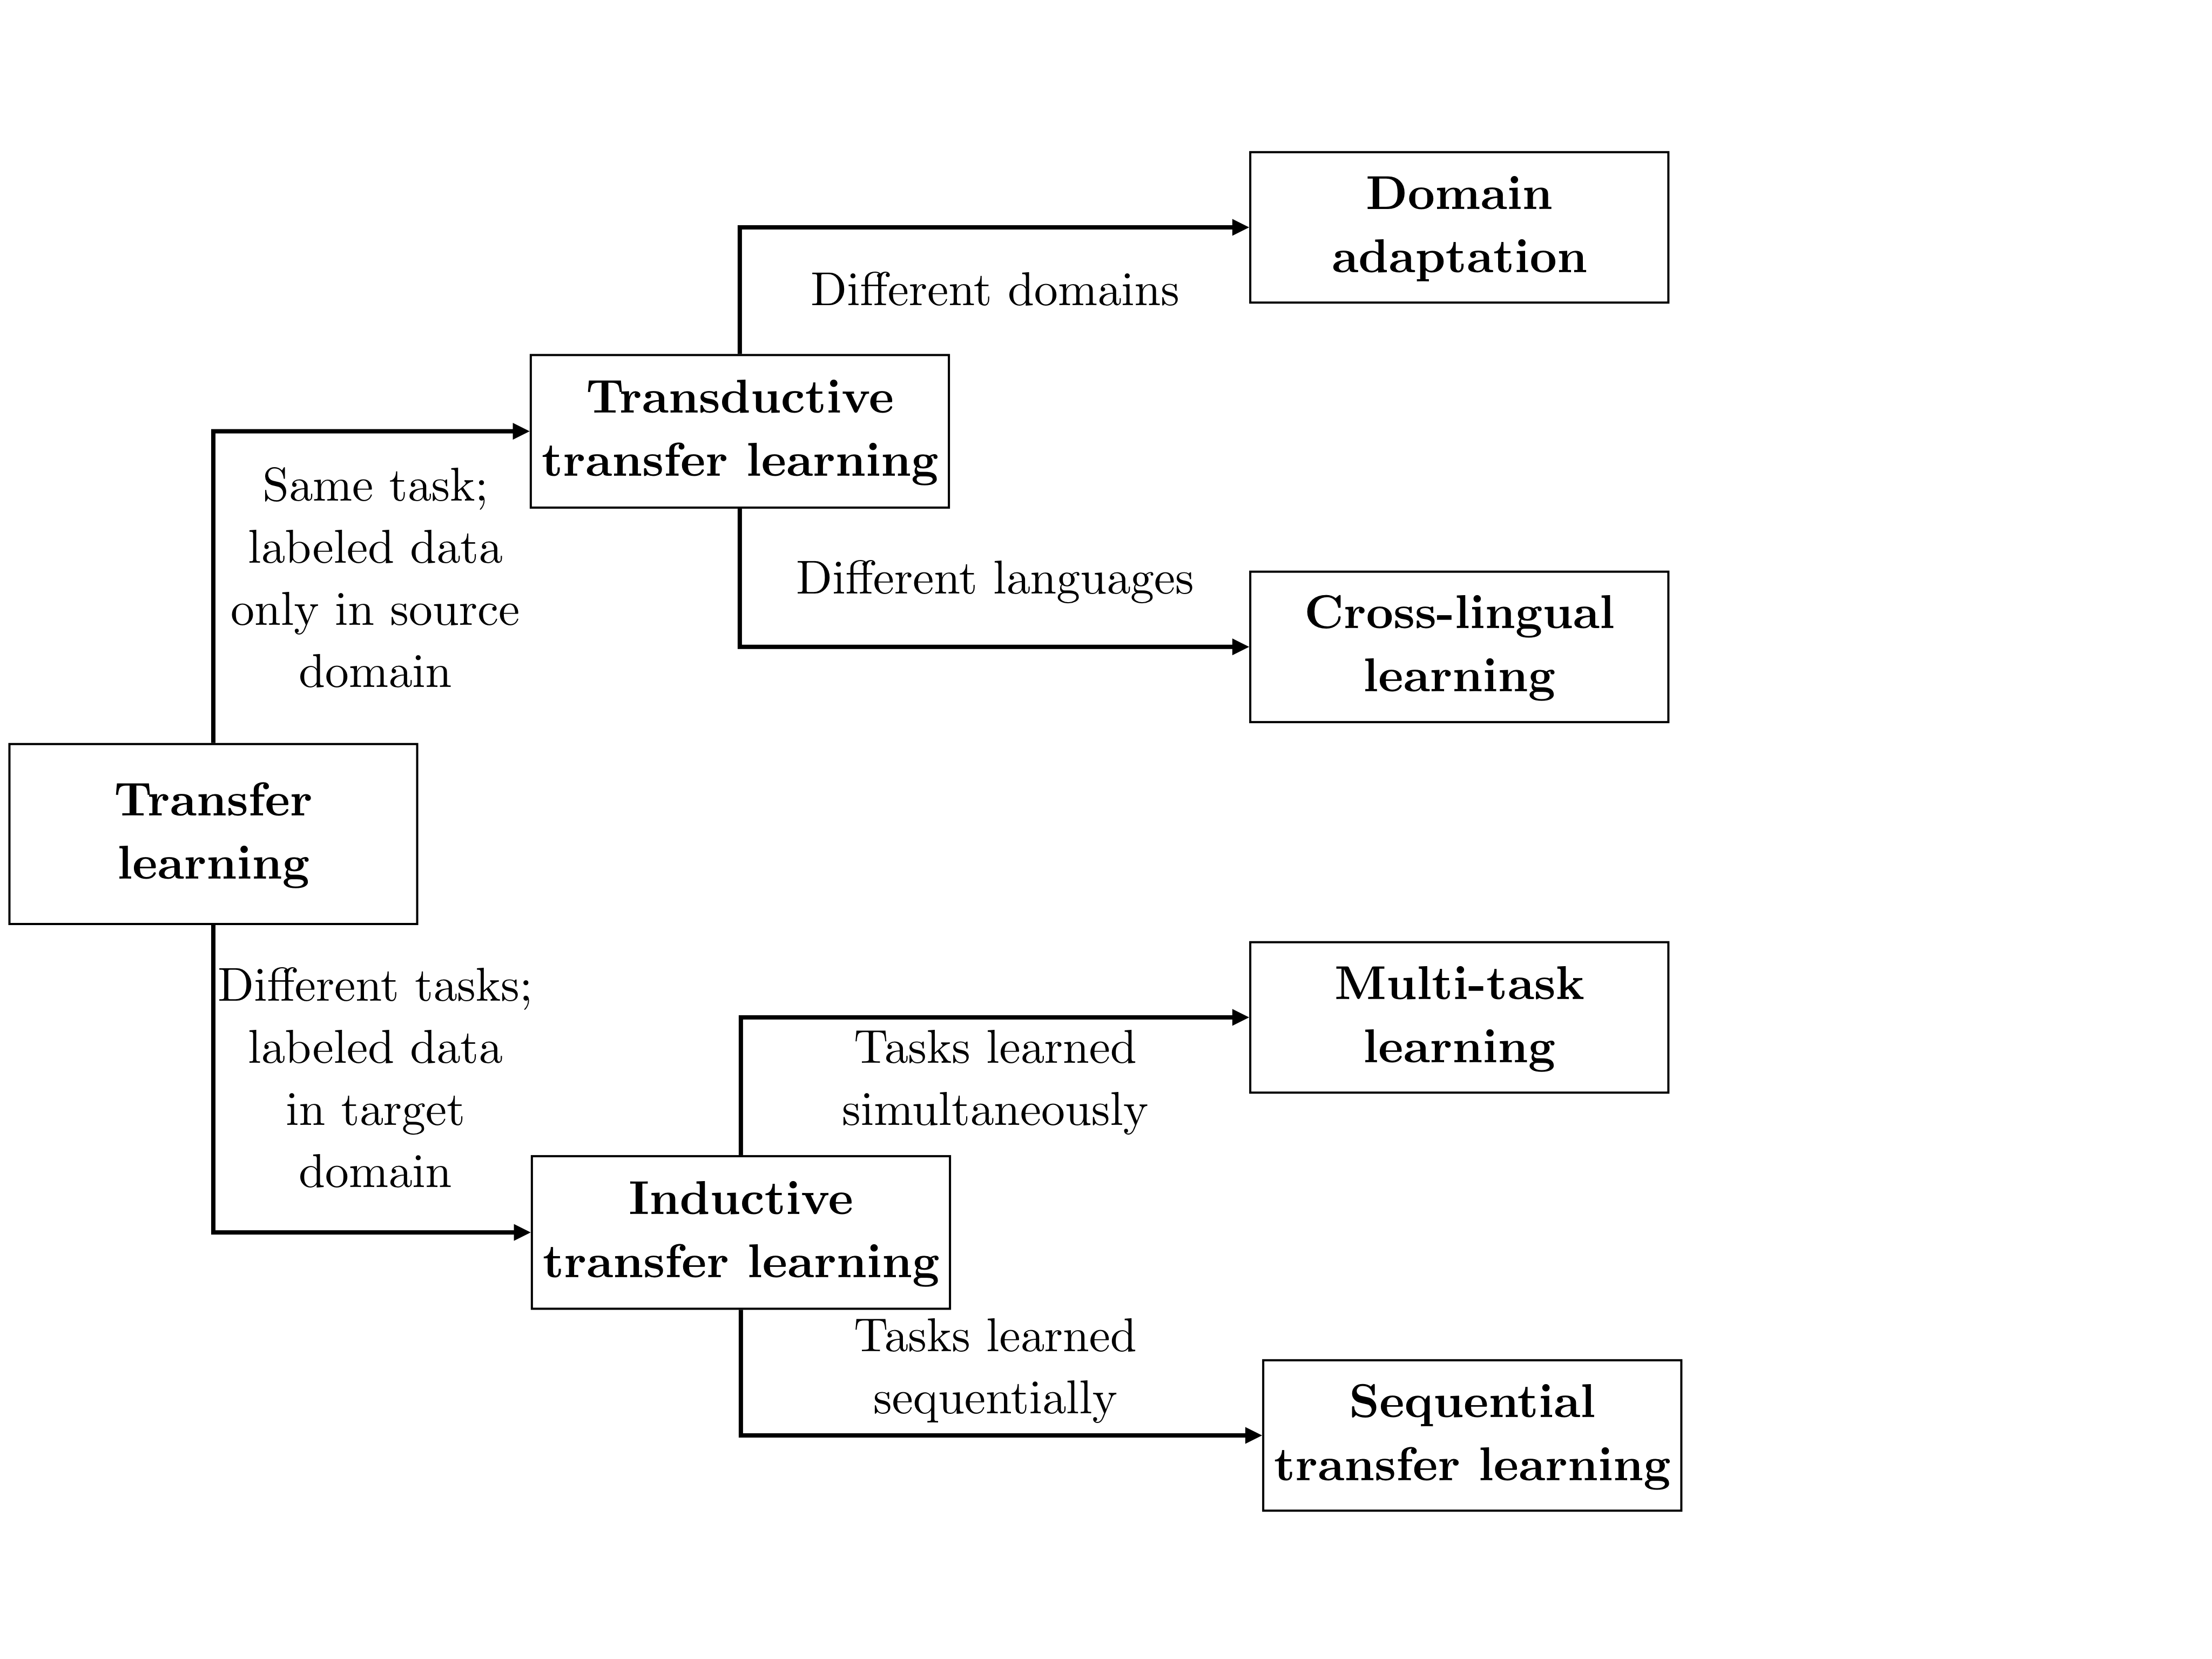 Domain
adaptation
Different domains
Transductive
transfer learning
Same task;
labeled data
only in source
domain
Different languages
Cross-lingual
learning
Transfer
learning
Different tasks;
labeled data
in target
domain
Multi-task
learning
Tasks learned
simultaneously
Inductive
transfer learning
Tasks learned
sequentially
Sequential
transfer learning